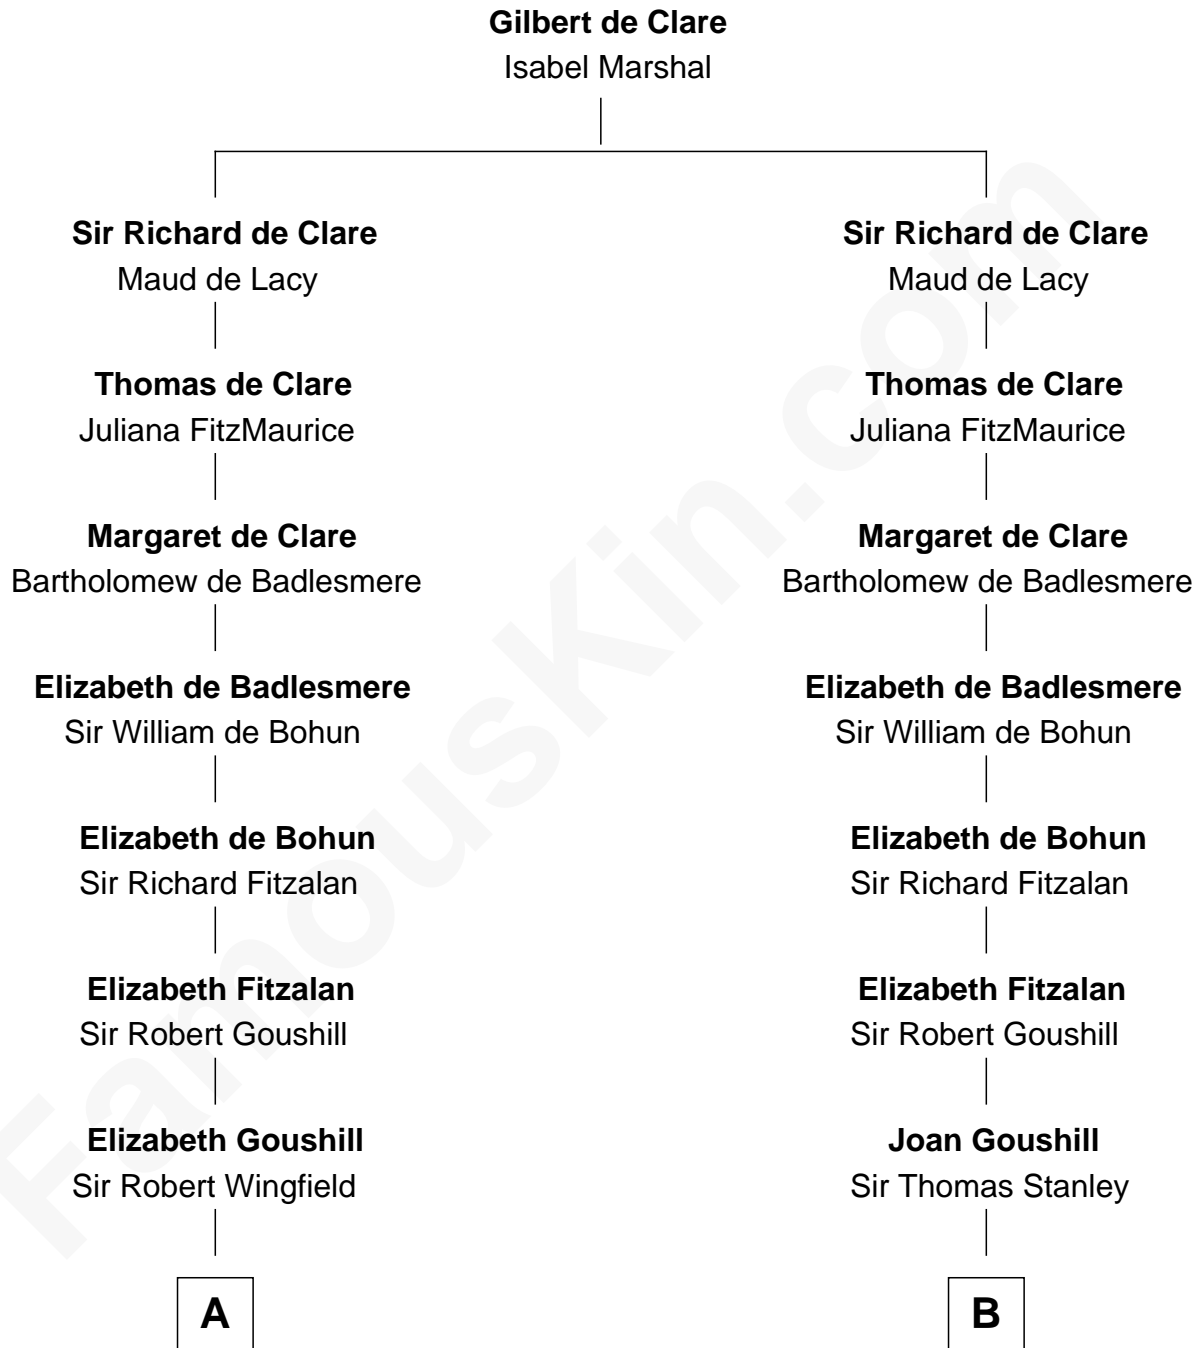 Gilbert de Clare
Isabel Marshal
Sir Richard de Clare
Maud de Lacy
Sir Richard de Clare
Maud de Lacy
Thomas de Clare
Juliana FitzMaurice
Thomas de Clare
Juliana FitzMaurice
Margaret de Clare
Bartholomew de Badlesmere
Margaret de Clare
Bartholomew de Badlesmere
Elizabeth de Badlesmere
Sir William de Bohun
Elizabeth de Badlesmere
Sir William de Bohun
Elizabeth de Bohun
Sir Richard Fitzalan
Elizabeth de Bohun
Sir Richard Fitzalan
Elizabeth Fitzalan
Sir Robert Goushill
Elizabeth Fitzalan
Sir Robert Goushill
Elizabeth Goushill
Sir Robert Wingfield
Joan Goushill
Sir Thomas Stanley
A
B
FamousKin.com